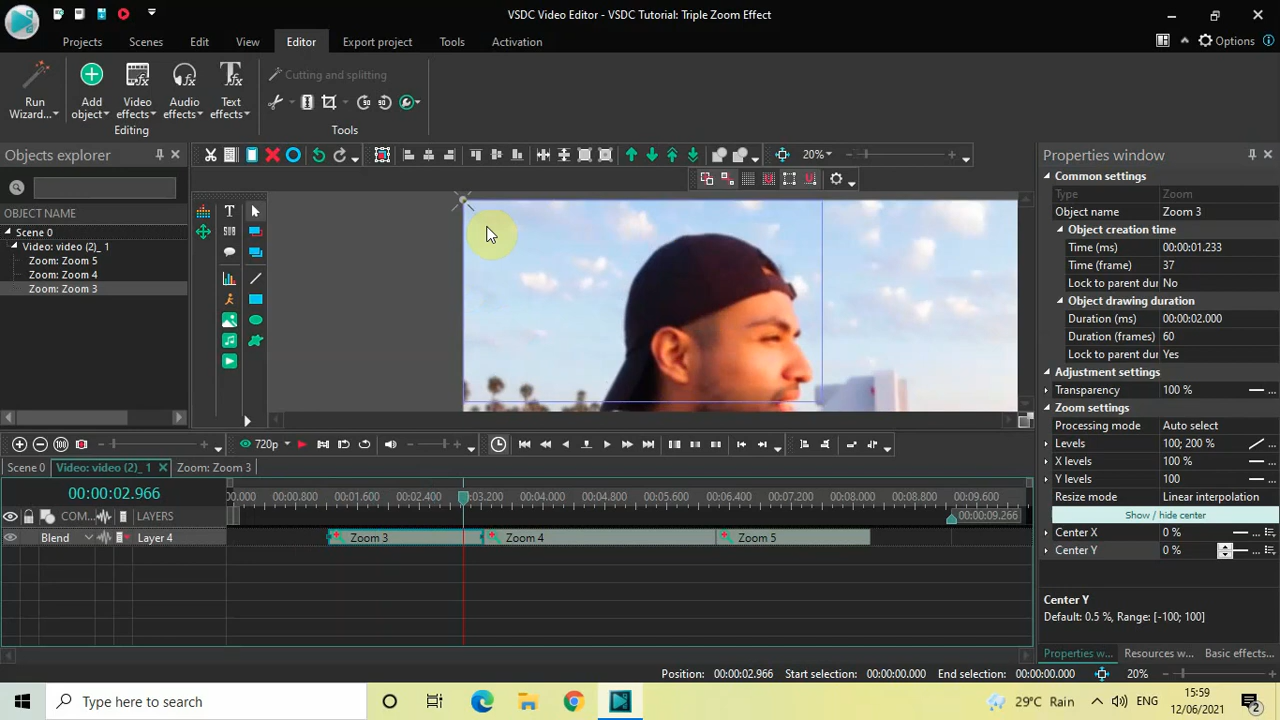 VSDC Video Editor - VSDC Tutorial: Triple Zoom Effect
Projects Scenes Edit View Editor Export project Tools Activation
Options
Run Wizard...
Add object
Video effects
Audio effects
Text effects
Editing
Cutting and splitting
Tools
Objects explorer
OBJECT NAME
Scene 0
Video: video (2)_ 1
Zoom: Zoom 5
Zoom: Zoom 4
Zoom: Zoom 3
20%
Properties window
Common settings
Type Zoom
Object name Zoom 3
Object creation time
Time (ms) 00:00:01.233
Time (frame) 37
Lock to parent dur No
Object drawing duration
Duration (ms) 00:00:02.000
Duration (frames) 60
Lock to parent dur Yes
Adjustment settings
Transparency 100 %
Zoom settings
Processing mode Auto select
Levels 100; 200 %
X levels 100 %
Y levels 100
Resize mode Linear interpolation
Show / hide center
Center X 0 %
Center Y 0 %
Center Y
Default: 0.5 %, Range: [-100; 100]
Properties w... Resources w... Basic effects...
720p
Scene 0 Video: video (2)_ 1 Zoom: Zoom 3
00:00:02.966
0.000 00:00.800 00:01.600 00:02.400 00:03.200 00:04.000 00:04.800 00:05.600 00:06.400 00:07.200 00:08.000 00:08.800 00:09.600
COM... LAYERS
00:00:09.266
Blend Layer 4
Zoom 3 Zoom 4 Zoom 5
Position: 00:00:02.966 Start selection: 00:00:00.000 End selection: 00:00:00.000 20%
Type here to search
29°C Rain
ENG
15:59
12/06/2021
2